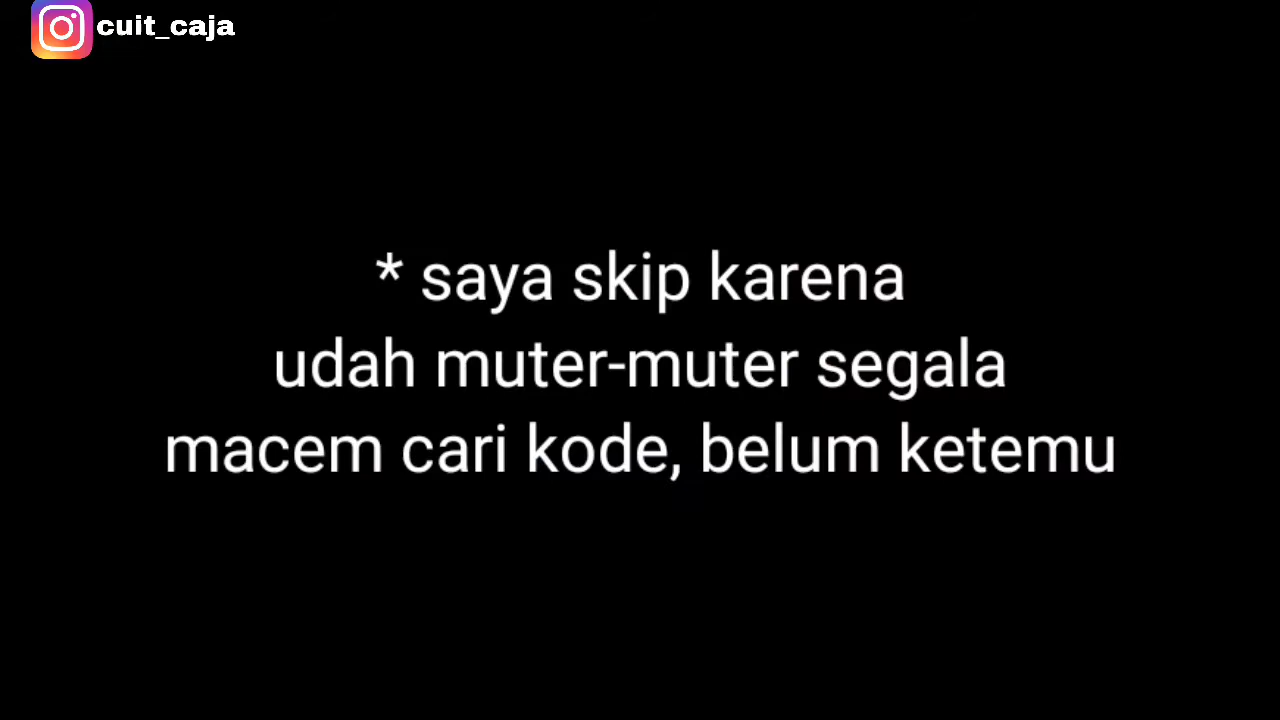 cuit_caja
* saya skip karena
udah muter-muter segala
macem cari kode, belum ketemu